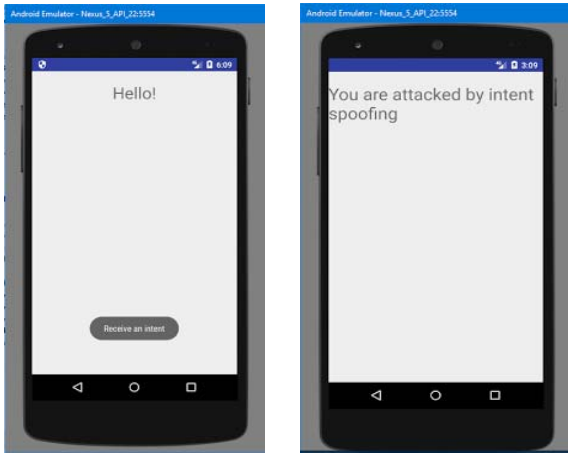 Android Emulator - Nexus_5_API_22:5554
6:09
Hello!
Receive an intent
Android Emulator - Nexus_5_API_22:5554
3:09
You are attacked by intent
spoofing